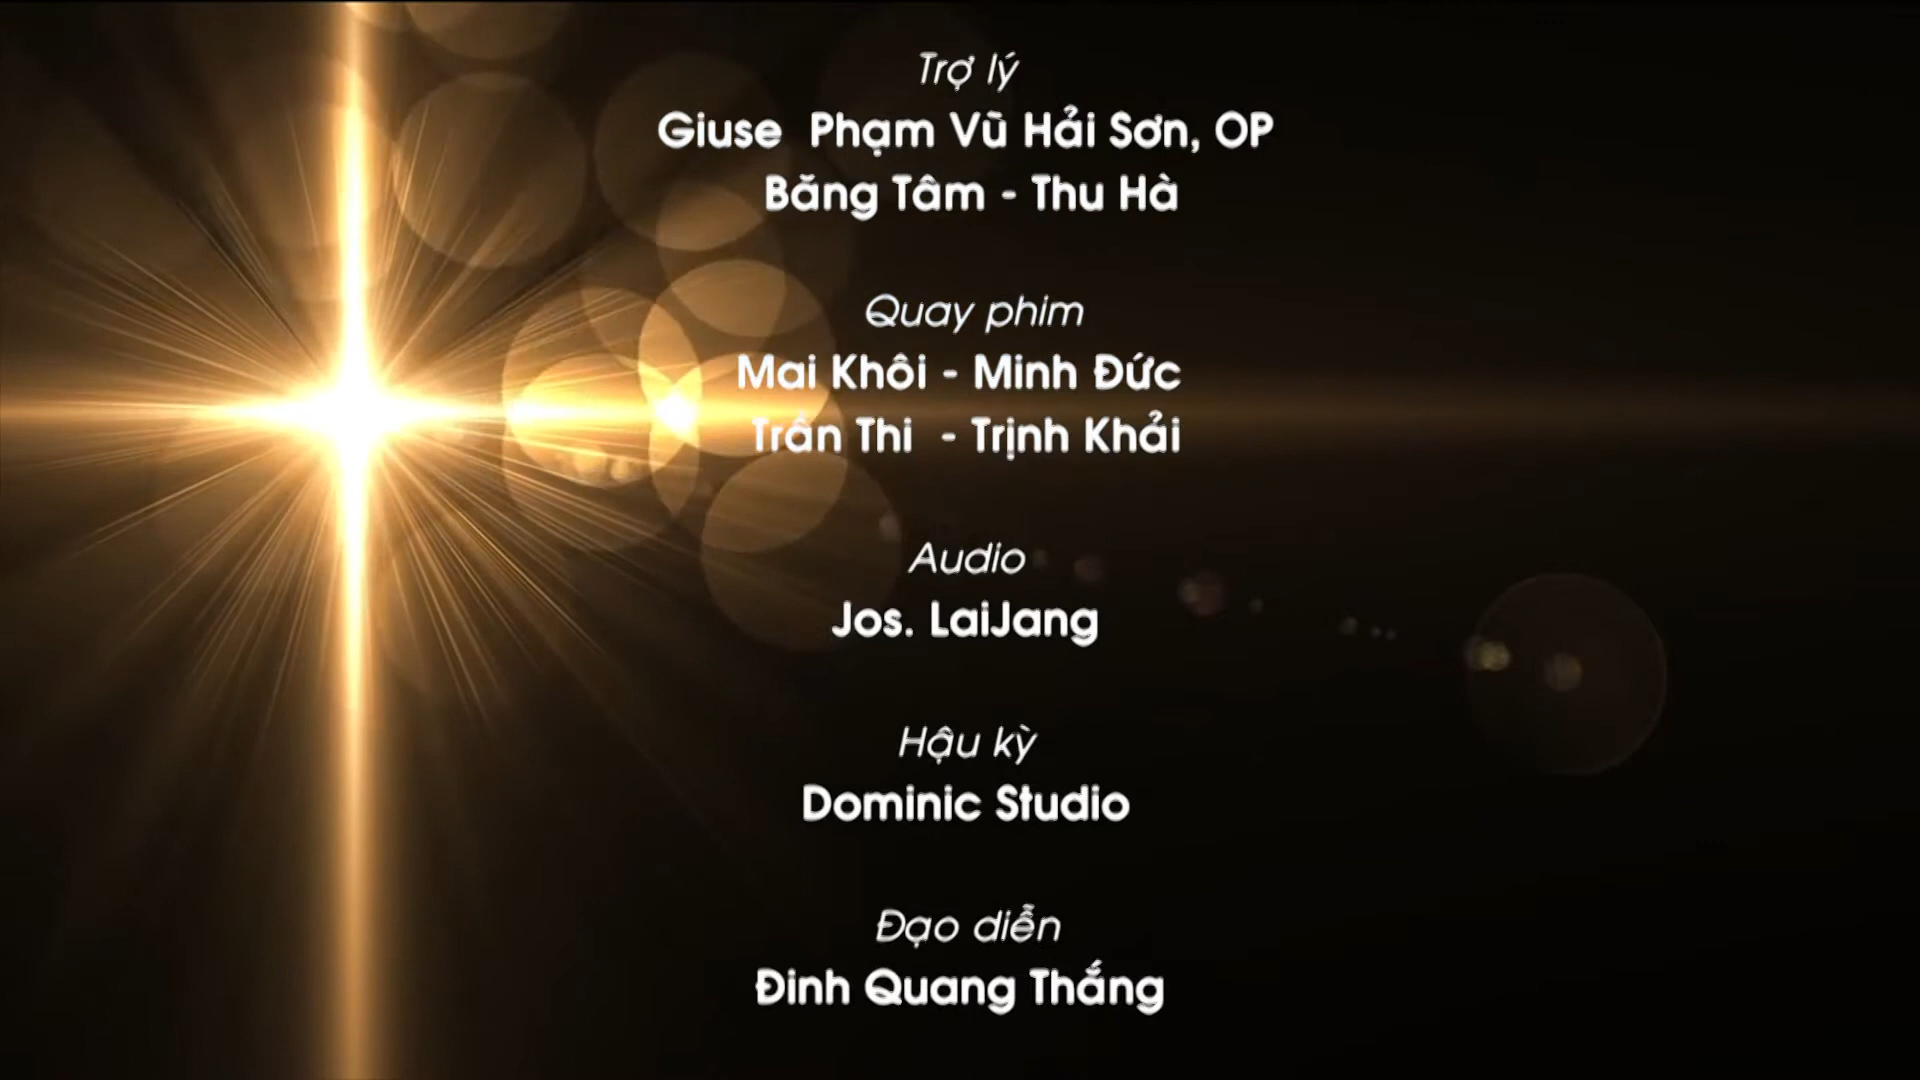 Trợ lý
Giuse Phạm Vũ Hải Sơn, OP
Băng Tâm - Thu Hà
Quay phim
Mai Khôi - Minh Đức
Trần Thi - Trịnh Khải
Audio
Jos. LaiJang
Hậu kỳ
Dominic Studio
Đạo diễn
Đinh Quang Thắng